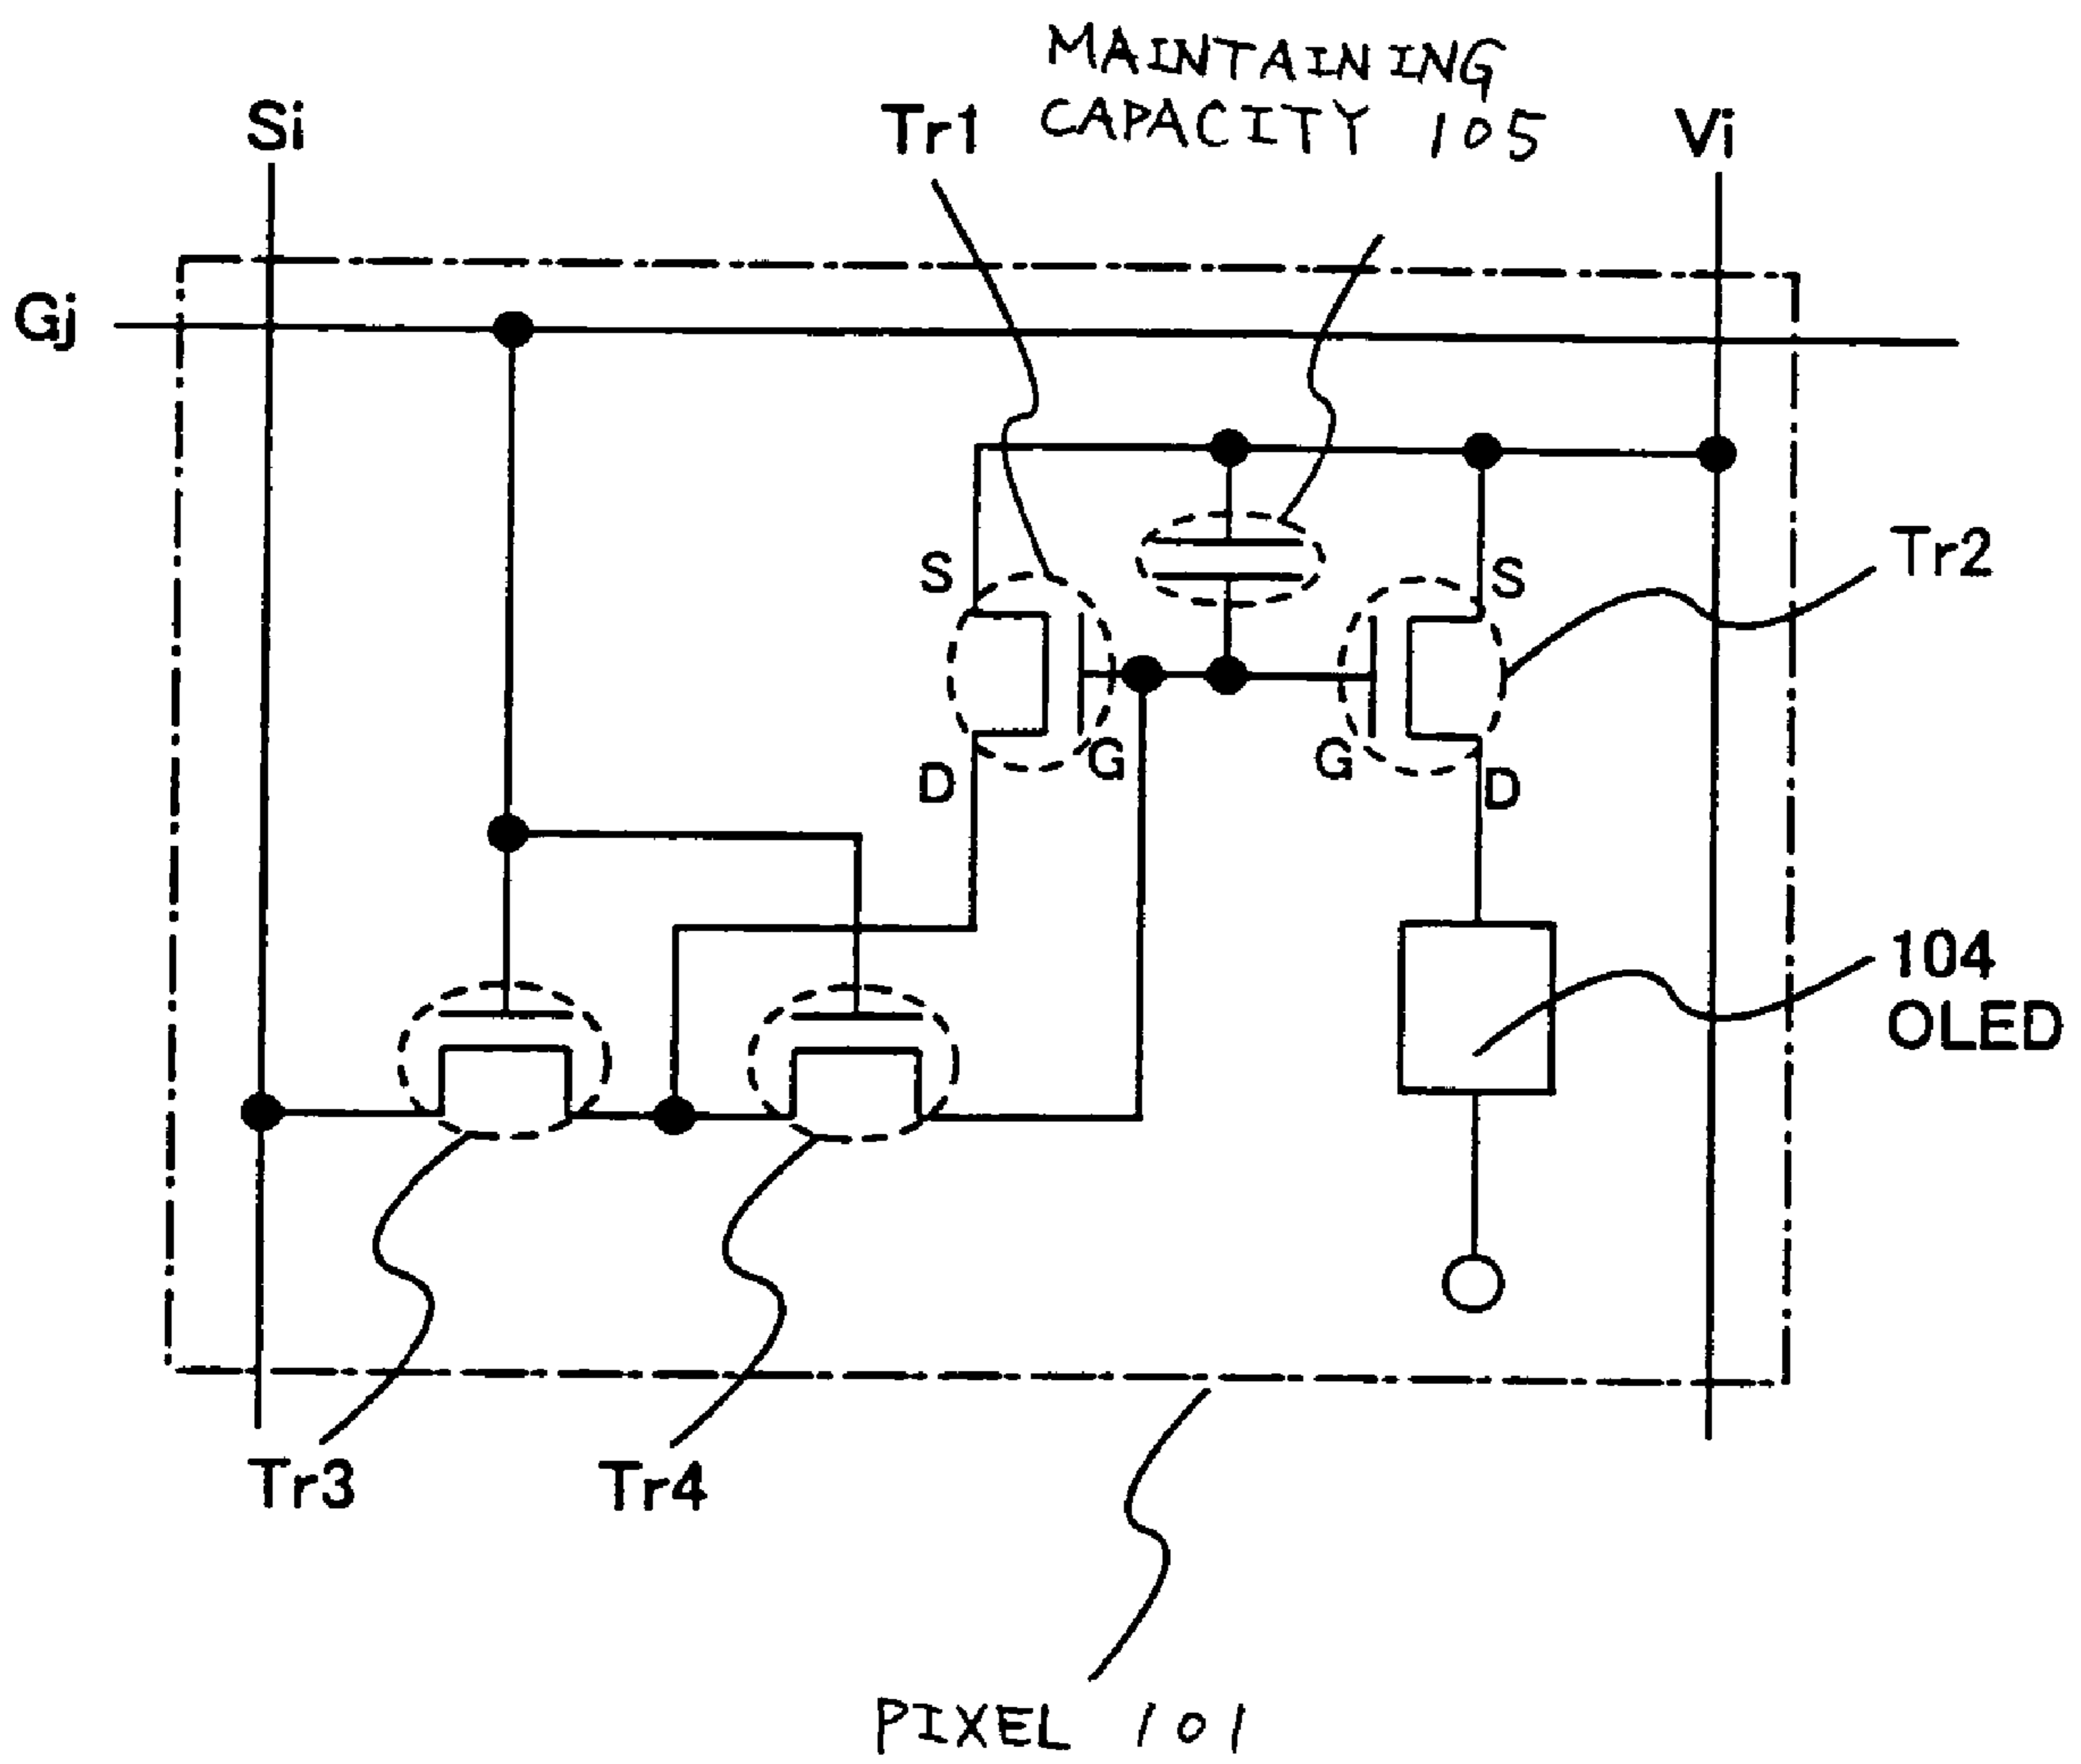 MAINTAINING
CAPACITY 105
Si
Tr1
Vi
Gj
Tr2
S
S
G
G
D
D
104
OLED
Tr3
Tr4
PIXEL 101